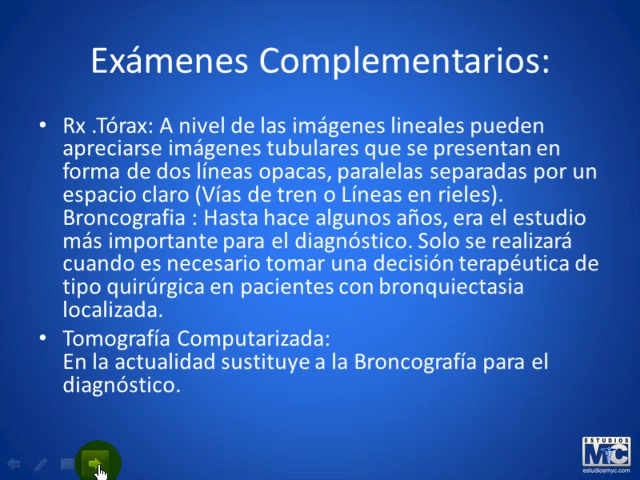 Exámenes Complementarios:
• Rx .Tórax: A nivel de las imágenes lineales pueden
apreciarse imágenes tubulares que se presentan en
forma de dos líneas opacas, paralelas separadas por un
espacio claro (Vías de tren o Líneas en rieles).
Broncografia : Hasta hace algunos años, era el estudio
más importante para el diagnóstico. Solo se realizará
cuando es necesario tomar una decisión terapéutica de
tipo quirúrgica en pacientes con bronquiectasia
localizada.
• Tomografía Computarizada:
En la actualidad sustituye a la Broncografía para el
diagnóstico.
ESTUDIOS
MyC
estudiosmyc.com